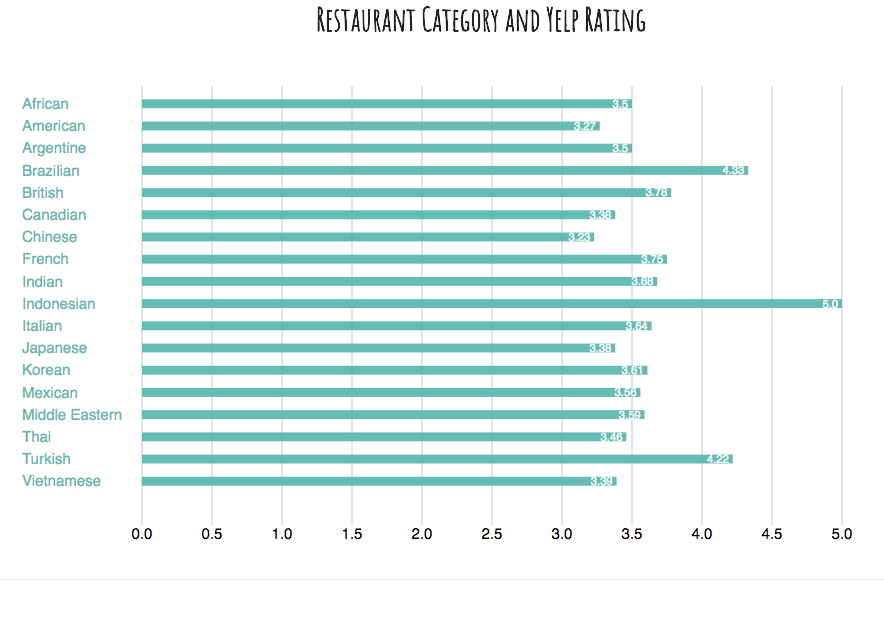 Restaurant Category and Yelp Rating
African 3.5
American 3.27
Argentine 3.5
Brazilian 4.33
British 3.78
Canadian 3.38
Chinese 3.23
French 3.75
Indian 3.68
Indonesian 5.0
Italian 3.64
Japanese 3.38
Korean 3.61
Mexican 3.56
Middle Eastern 3.59
Thai 3.46
Turkish 4.22
Vietnamese 3.39
0.0 0.5 1.0 1.5 2.0 2.5 3.0 3.5 4.0 4.5 5.0